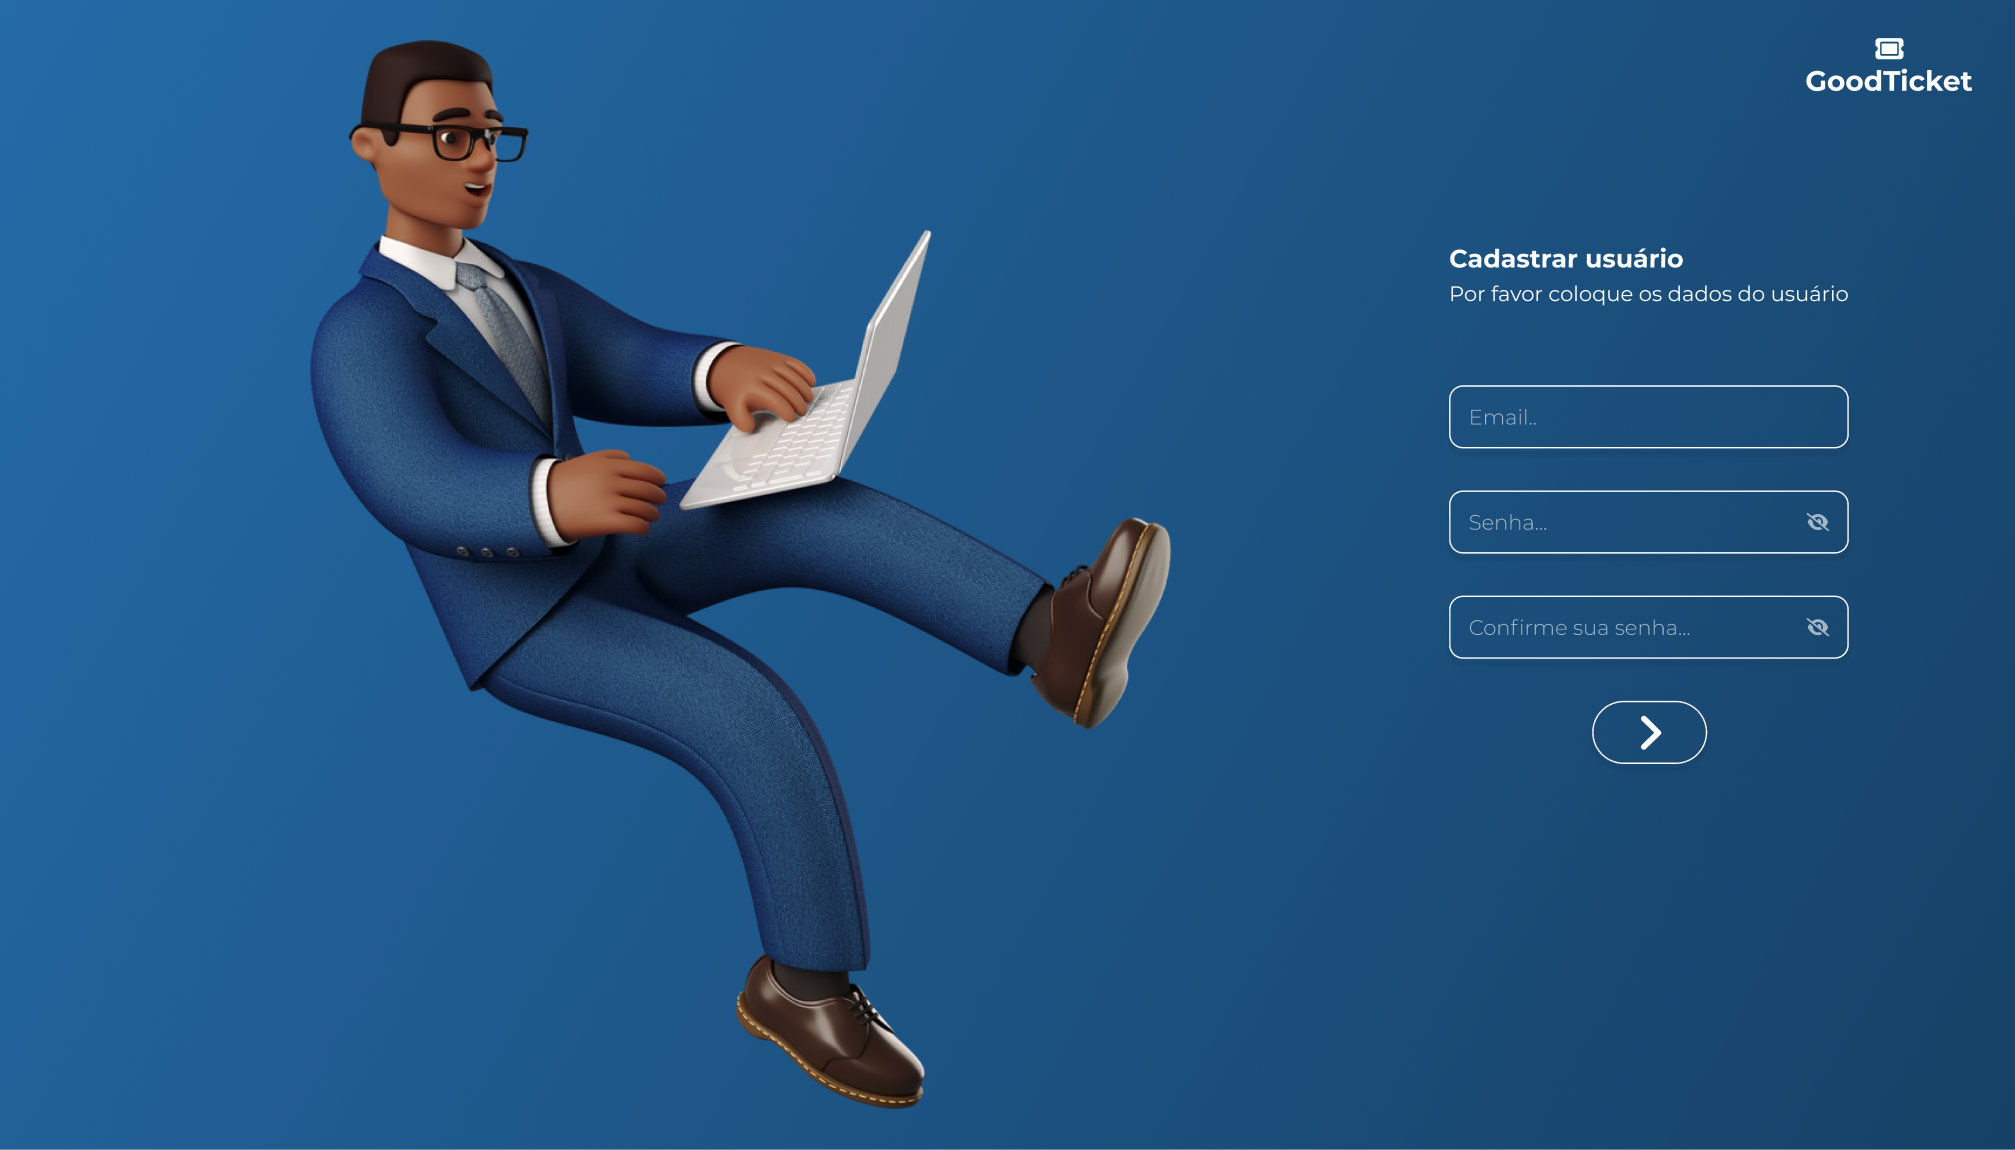 GoodTicket
Cadastrar usuário
Por favor coloque os dados do usuário
Email..
Senha...
Confirme sua senha...